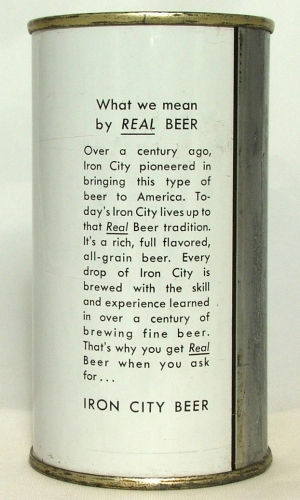 What we mean
by REAL BEER
Over a century ago,
Iron City pioneered in
bringing this type of
beer to America. To-
day's Iron City lives up to
that Real Beer tradition.
It's a rich, full flavored,
all-grain beer. Every
drop of Iron City is
brewed with the skill
and experience learned
in over a century of
brewing fine beer.
That's why you get Real
Beer when you ask
for...
IRON CITY BEER